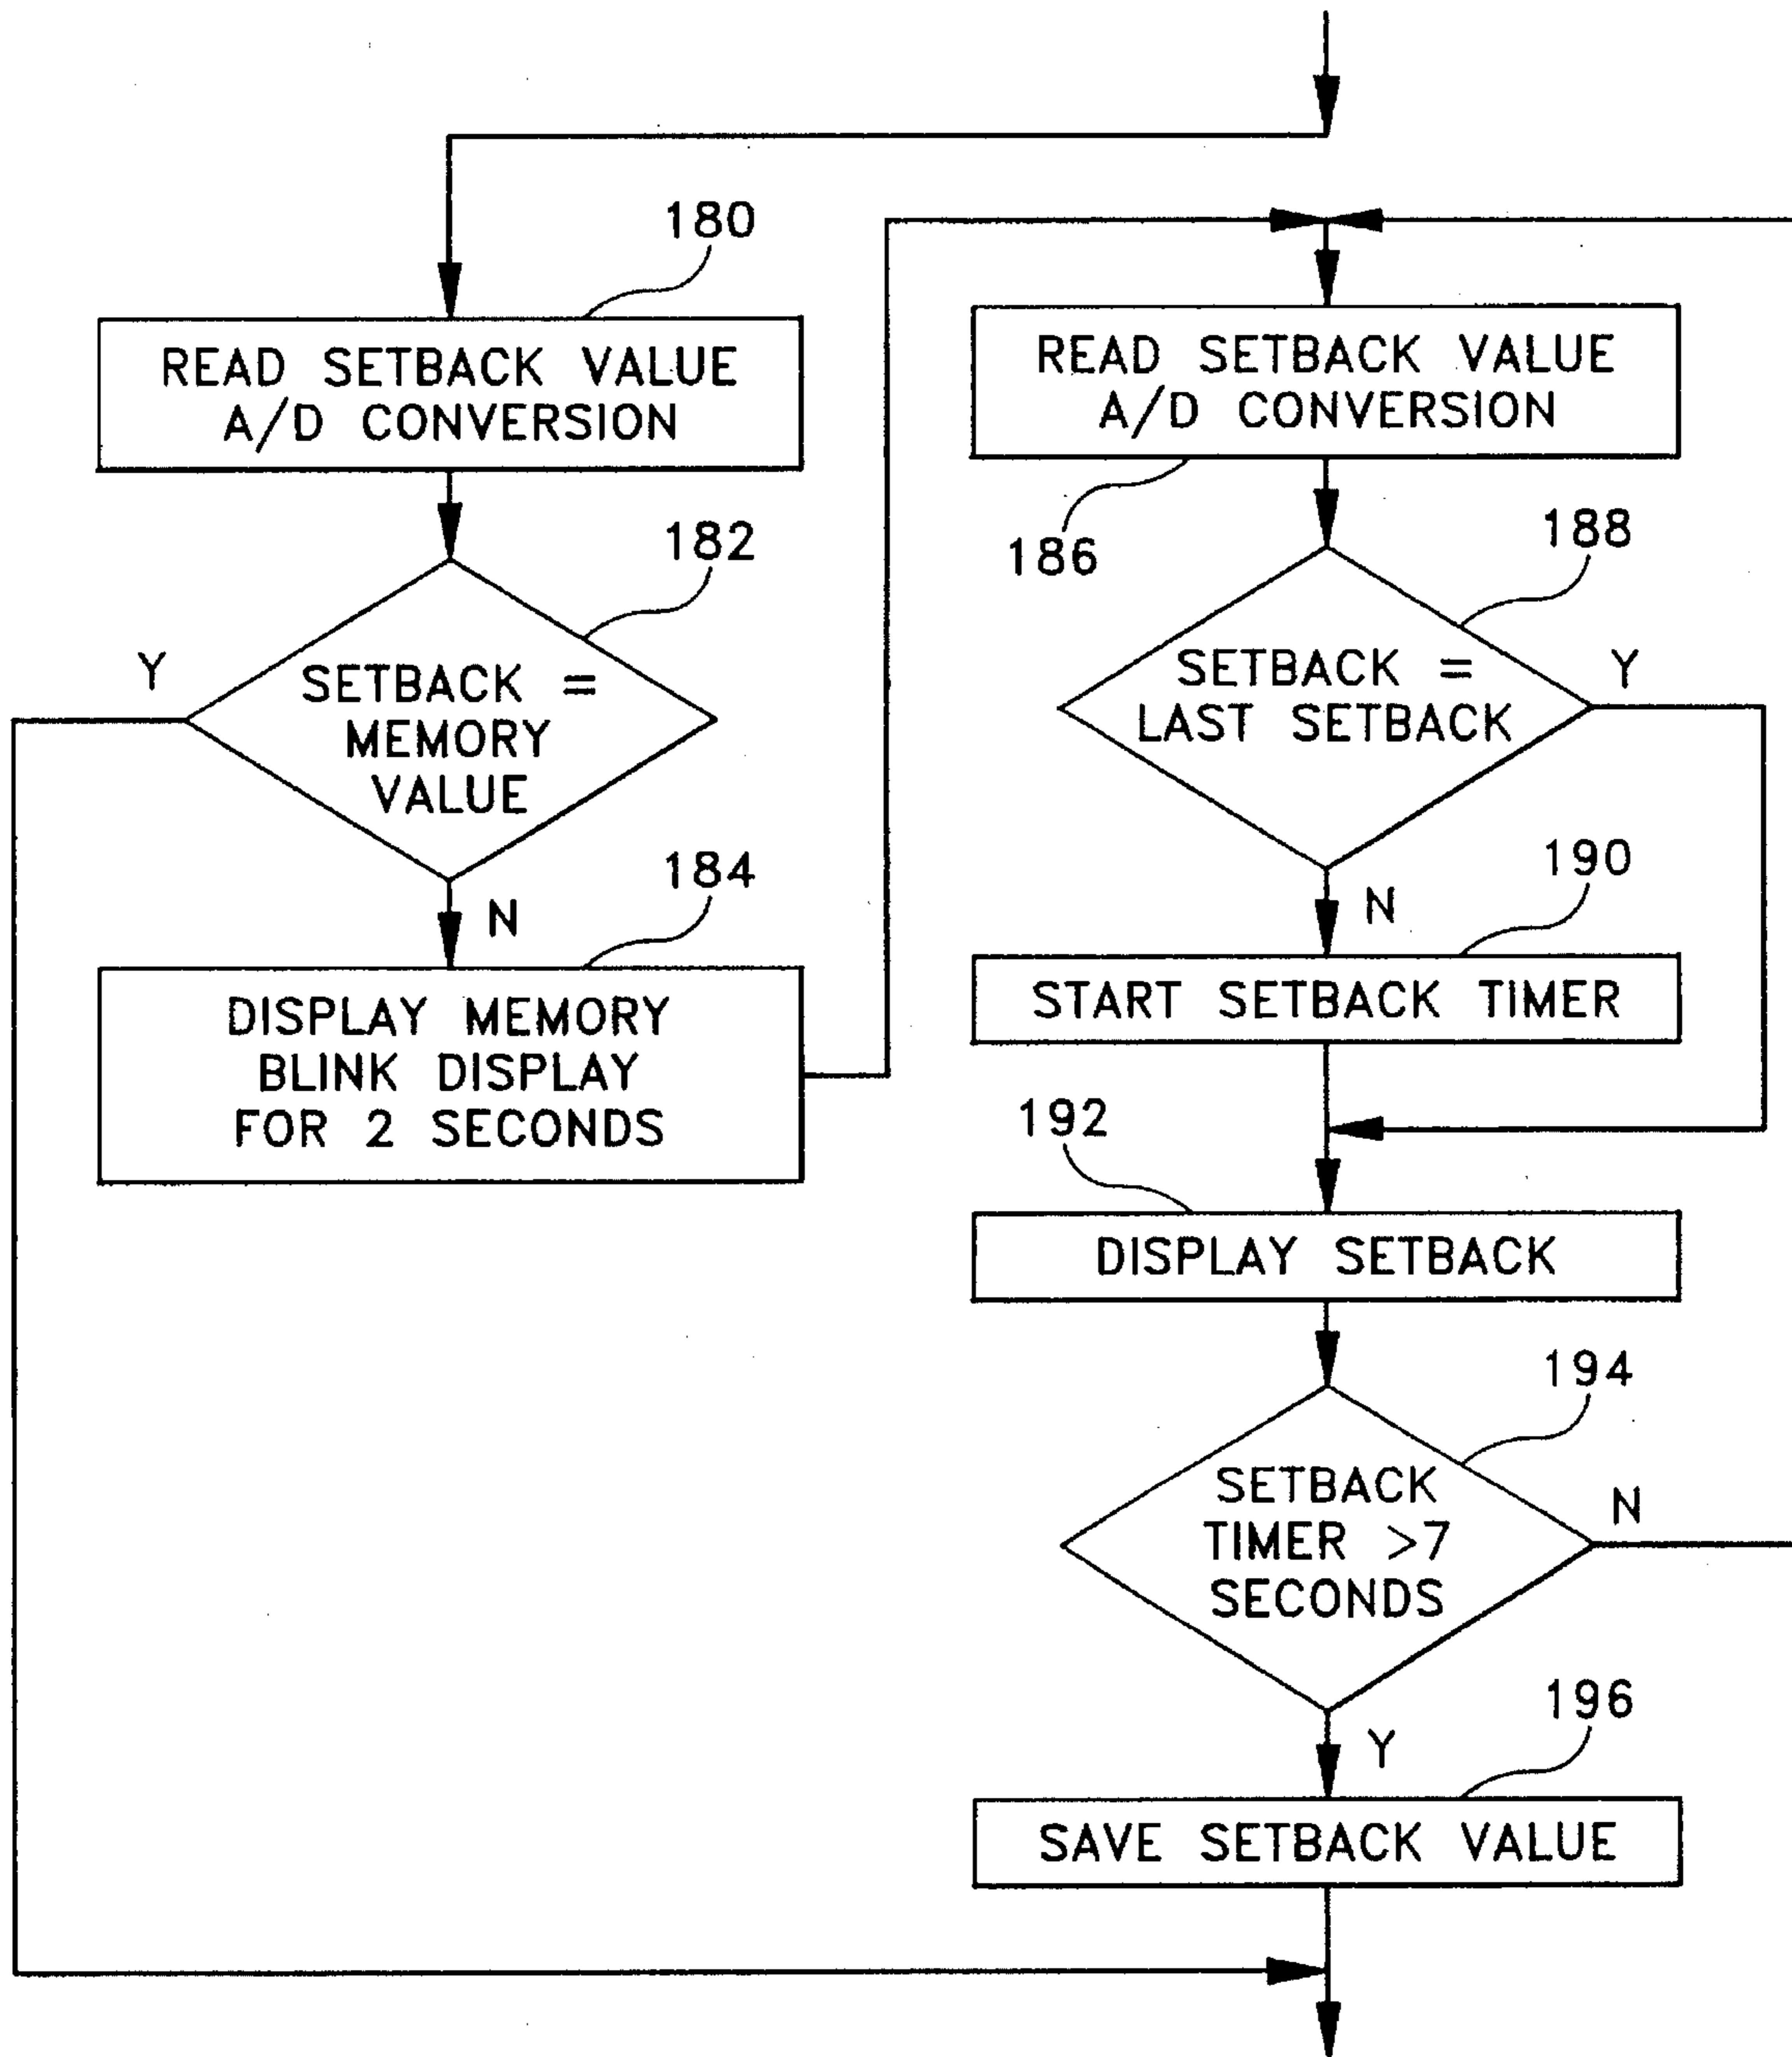 180
READ SETBACK VALUE
A/D CONVERSION
182
Y
SETBACK =
MEMORY
VALUE
N
184
DISPLAY MEMORY
BLINK DISPLAY
FOR 2 SECONDS
READ SETBACK VALUE
A/D CONVERSION
186
188
SETBACK =
LAST SETBACK
Y
N
190
START SETBACK TIMER
192
DISPLAY SETBACK
194
SETBACK
TIMER >7
SECONDS
N
Y
196
SAVE SETBACK VALUE